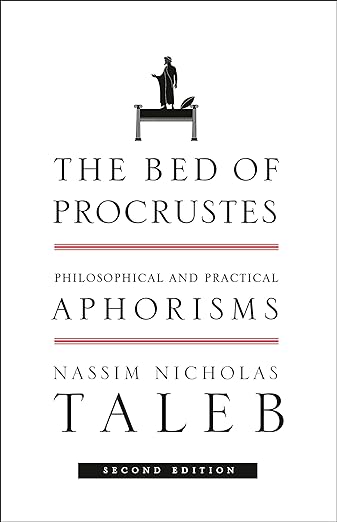 THE BED OF
PROCRUSTES
PHILOSOPHICAL AND PRACTICAL
APHORISMS
NASSIM NICHOLAS
TALEB
SECOND EDITION